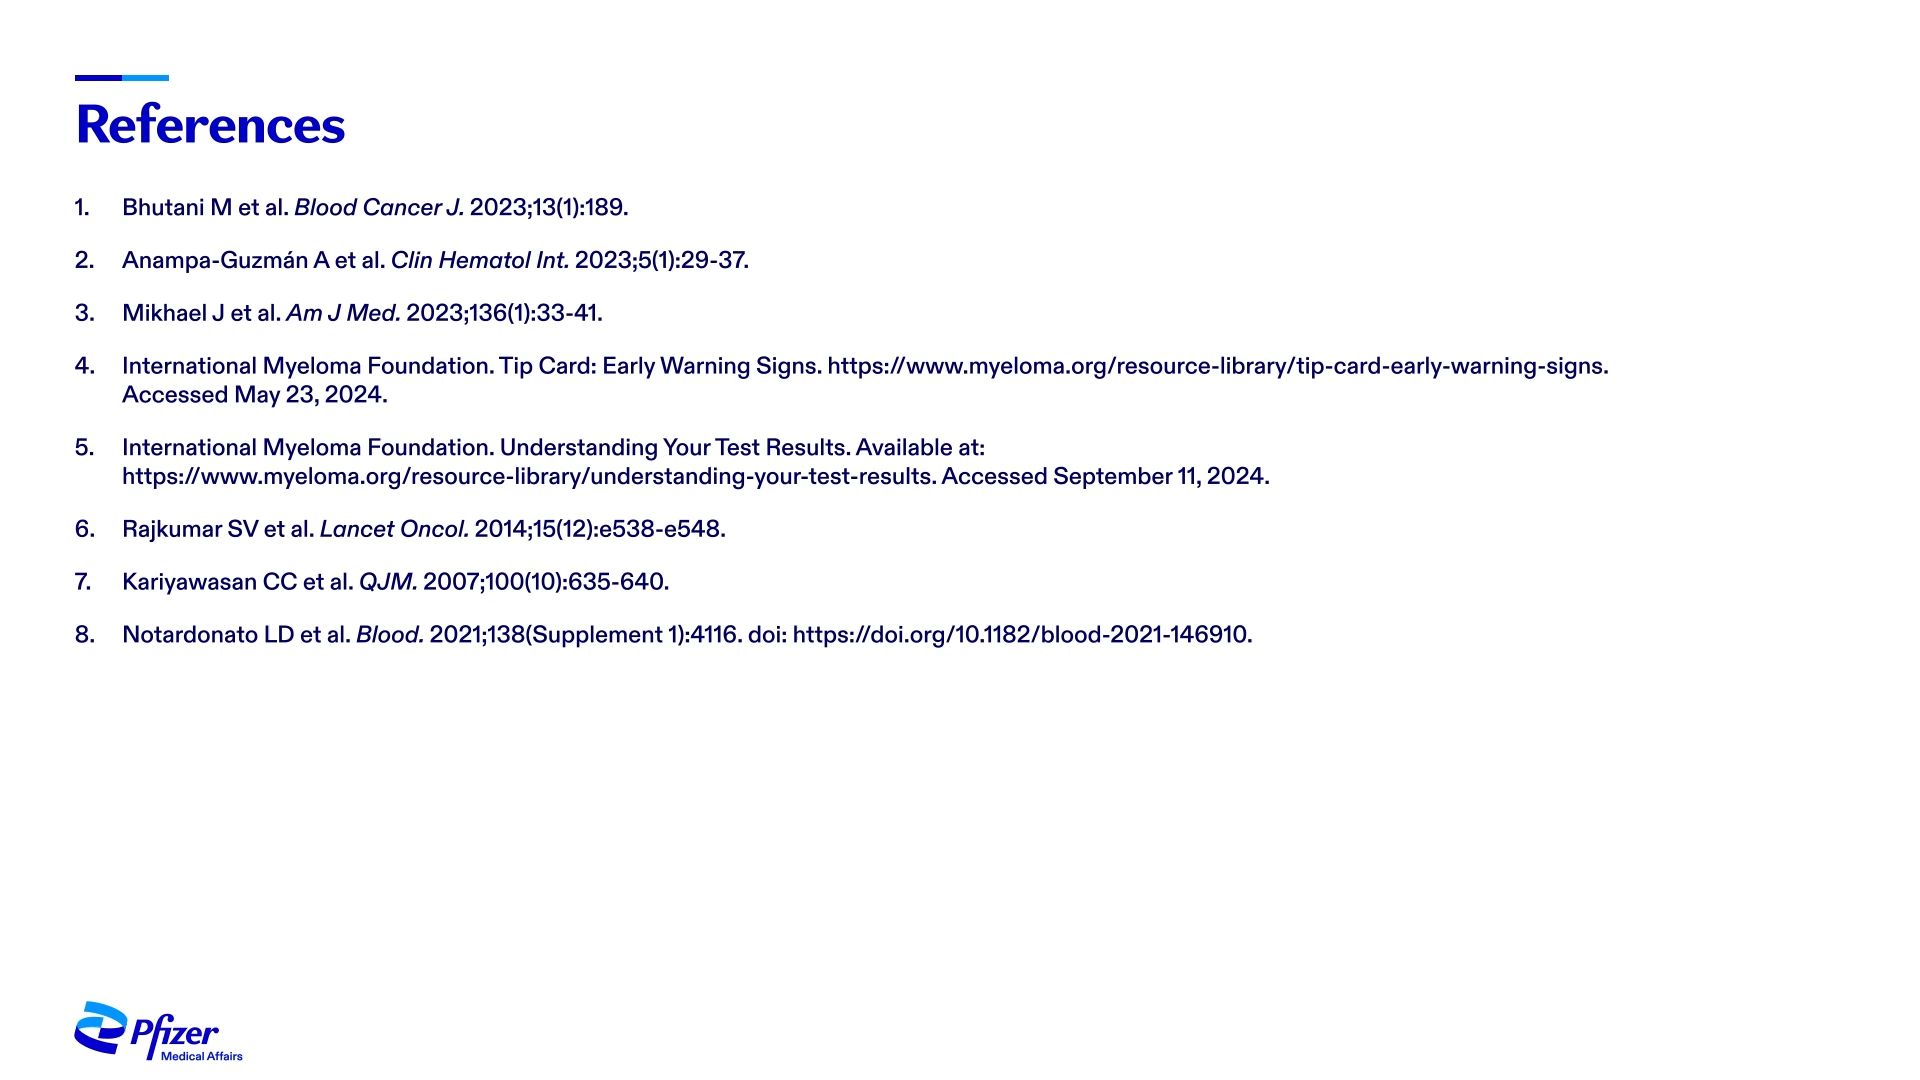 References
1. Bhutani M et al. Blood Cancer J. 2023;13(1):189.
2. Anampa-Guzmán A et al. Clin Hematol Int. 2023;5(1):29-37.
3. Mikhael J et al. Am J Med. 2023;136(1):33-41.
4. International Myeloma Foundation. Tip Card: Early Warning Signs. https://www.myeloma.org/resource-library/tip-card-early-warning-signs.
Accessed May 23, 2024.
5. International Myeloma Foundation. Understanding Your Test Results. Available at:
https://www.myeloma.org/resource-library/understanding-your-test-results. Accessed September 11, 2024.
6. Rajkumar SV et al. Lancet Oncol. 2014;15(12):e538-e548.
7. Kariyawasan CC et al. QJM. 2007;100(10):635-640.
8. Notardonato LD et al. Blood. 2021;138(Supplement 1):4116. doi: https://doi.org/10.1182/blood-2021-146910.
Pfizer
Medical Affairs